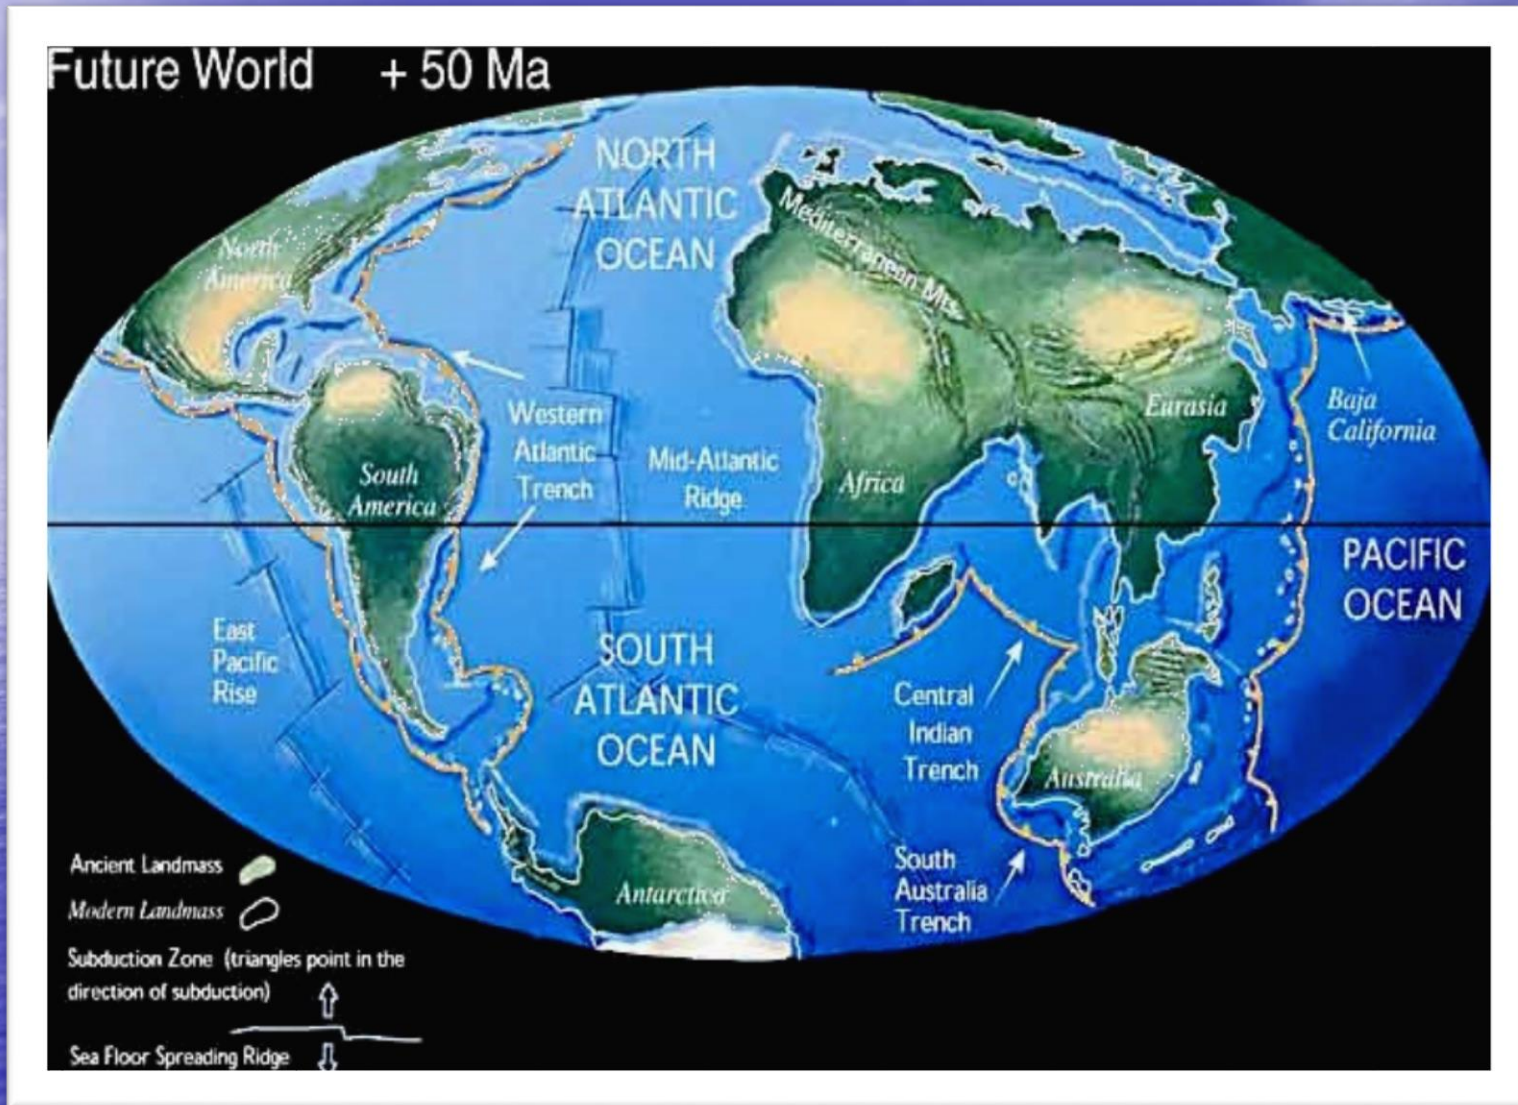 Future World + 50 Ma
NORTH
ATLANTIC
OCEAN
North
America
Mediterranean Mts.
Western
Atlantic
Trench
Mid-Atlantic
Ridge
South
America
Africa
Eurasia
Baja
California
PACIFIC
OCEAN
East
Pacific
Rise
SOUTH
ATLANTIC
OCEAN
Central
Indian
Trench
Australia
South
Australia
Trench
Antarctica
Ancient Landmass
Modern Landmass
Subduction Zone (triangles point in the
direction of subduction)
Sea Floor Spreading Ridge